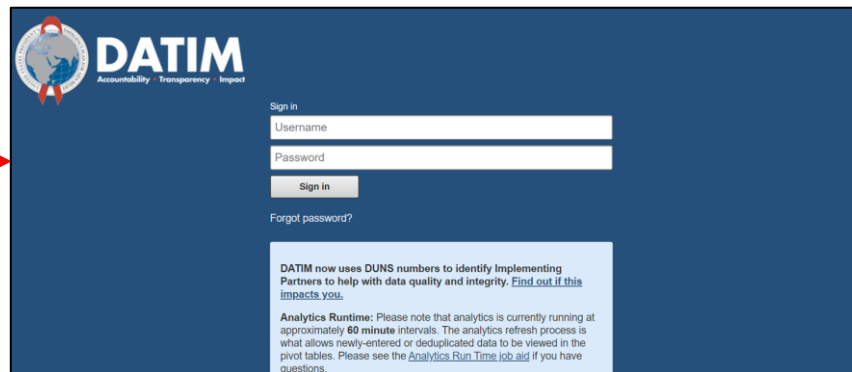 DATIM
Accountability • Transparency • Impact
Sign in
Username
Password
Sign in
Forgot password?
DATIM now uses DUNS numbers to identify Implementing
Partners to help with data quality and integrity. Find out if this
impacts you.
Analytics Runtime: Please note that analytics is currently running at
approximately 60 minute intervals. The analytics refresh process is
what allows newly-entered or deduplicated data to be viewed in the
pivot tables. Please see the Analytics Run Time job aid if you have
questions.